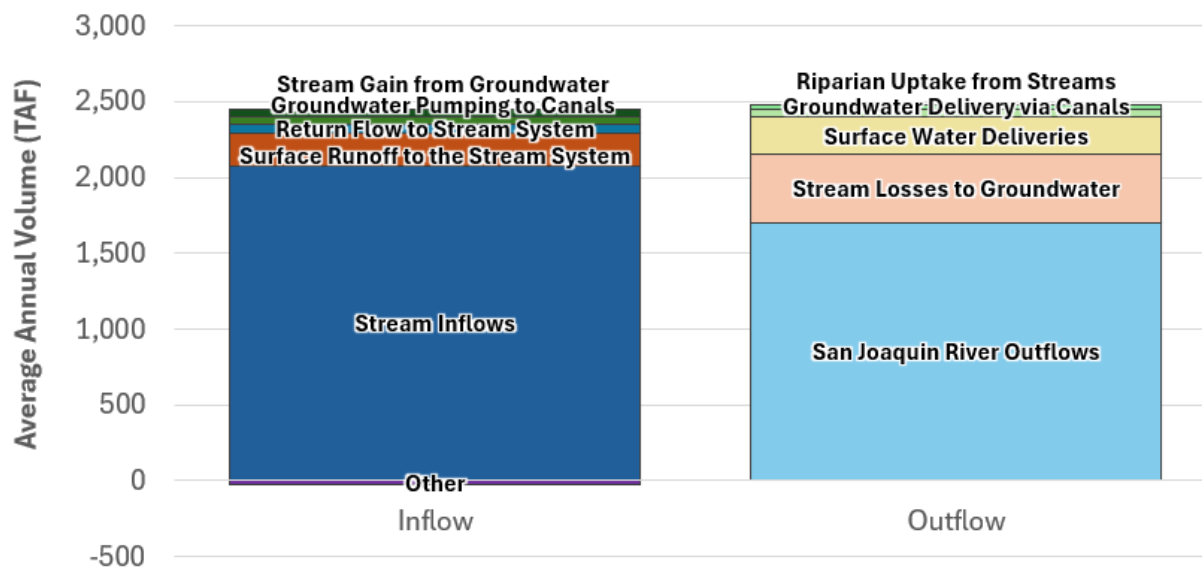 3,000
2,500
2,000
1,500
1,000
500
0
-500
Average Annual Volume (TAF)
Stream Gain from Groundwater
Groundwater Pumping to Canals
Return Flow to Stream System
Surface Runoff to the Stream System
Stream Inflows
Other
Inflow
Riparian Uptake from Streams
Groundwater Delivery via Canals
Surface Water Deliveries
Stream Losses to Groundwater
San Joaquin River Outflows
Outflow